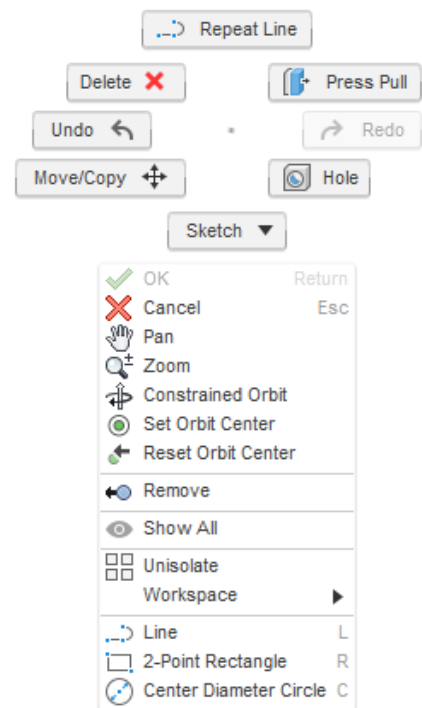 Repeat Line
Delete
Press Pull
Undo
Redo
Move/Copy
Hole
Sketch
OK Return
Cancel Esc
Pan
Zoom
Constrained Orbit
Set Orbit Center
Reset Orbit Center
Remove
Show All
Unisolate
Workspace
Line L
2-Point Rectangle R
Center Diameter Circle C